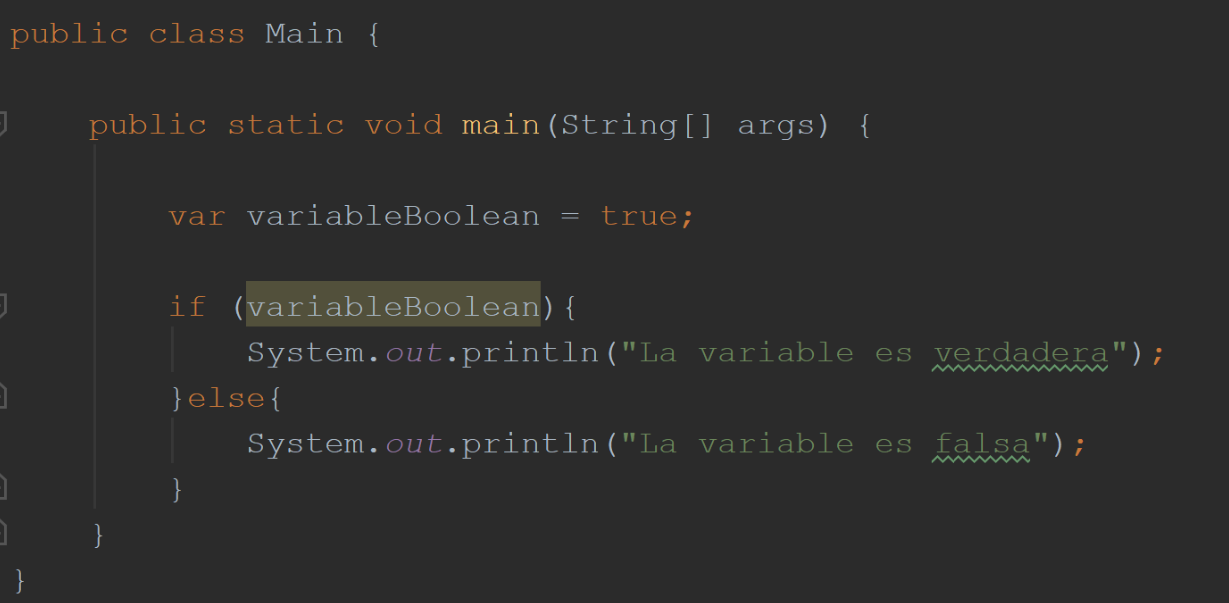 public class Main {
public static void main(String[] args) {
var variableBoolean = true;
if (variableBoolean){
System.out.println("La variable es verdadera");
}else{
System.out.println("La variable es falsa");
}
}
}